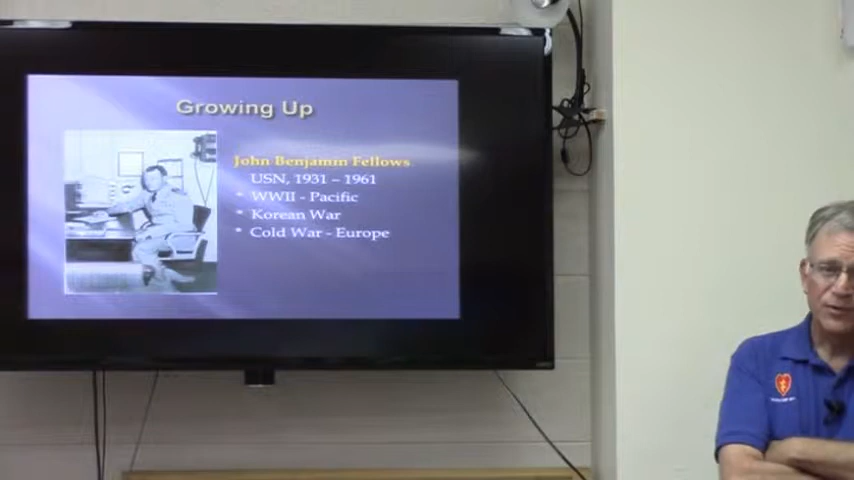 Growing Up
John Benjamin Fellows
USN, 1931 – 1961
* WWII - Pacific
* Korean War
* Cold War - Europe